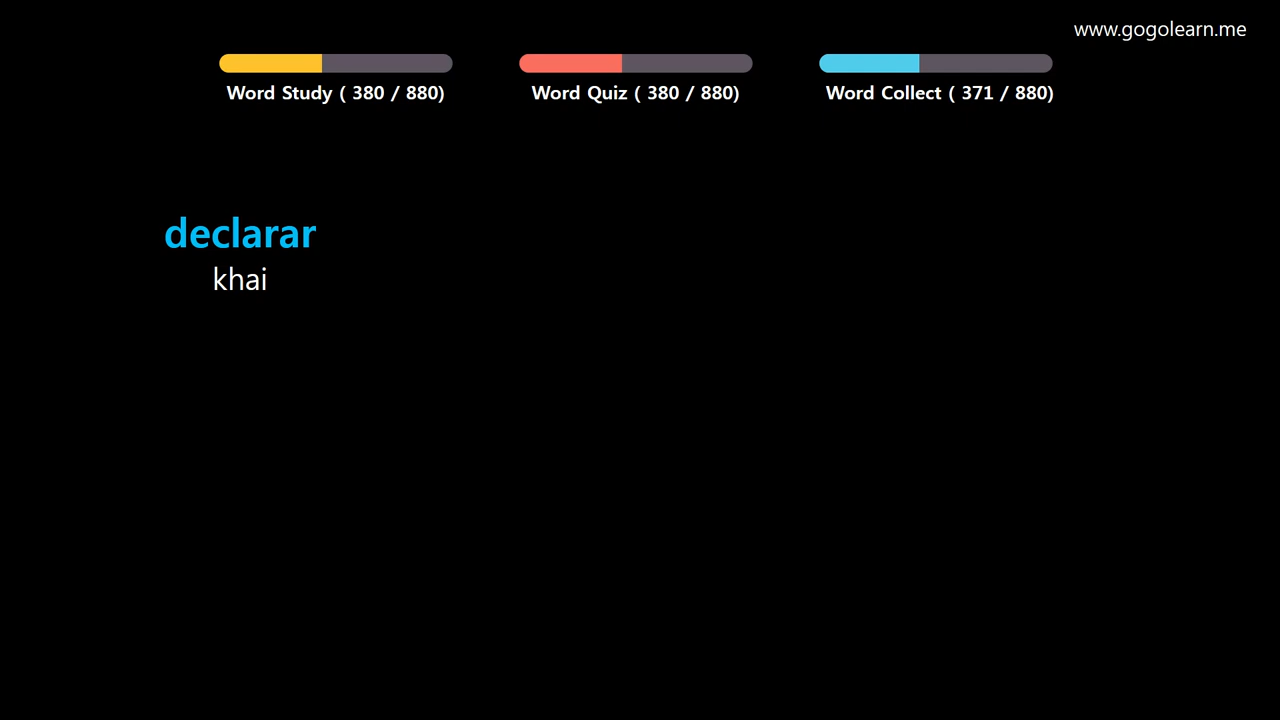 www.gogolearn.me
Word Study ( 380 / 880)
Word Quiz ( 380 / 880)
Word Collect ( 371 / 880)
declarar
khai